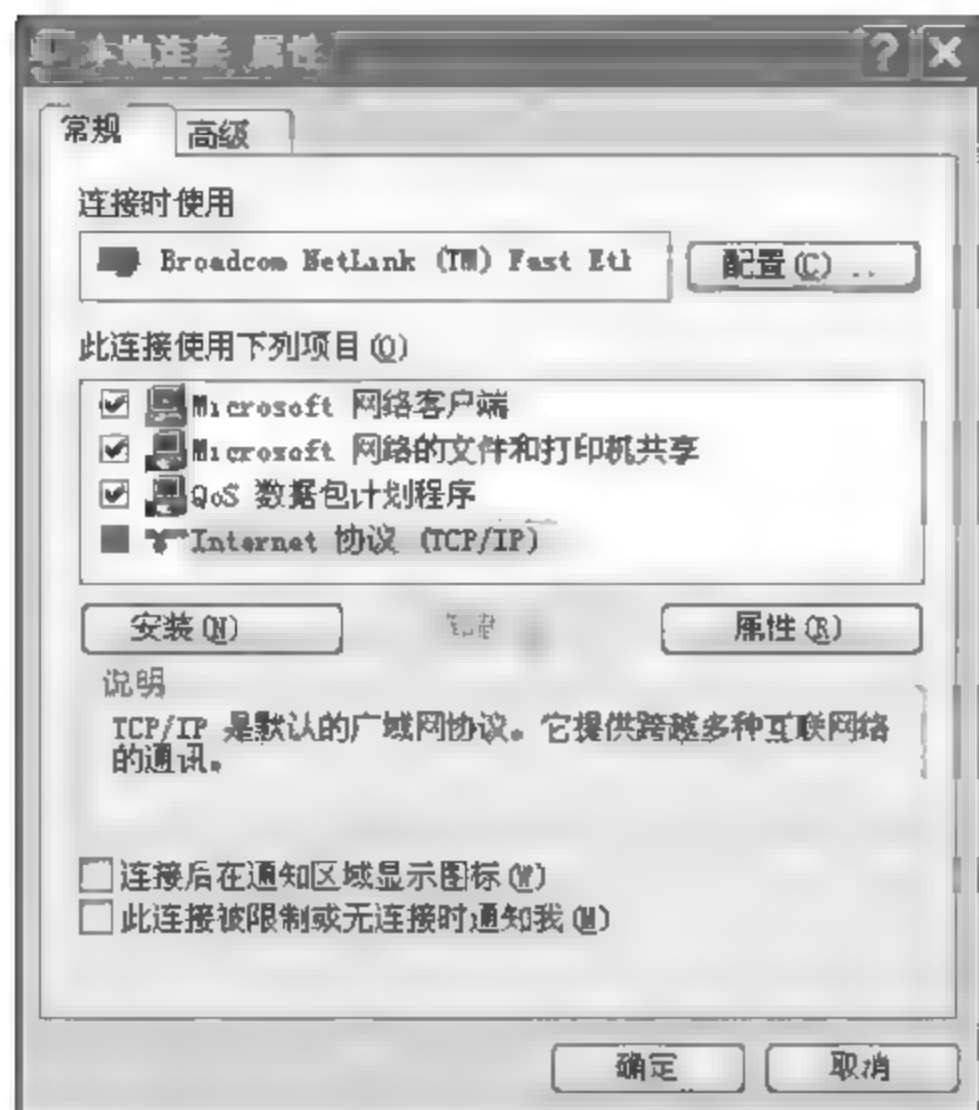 本地连接 属性
常规
高级
连接时使用
Broadcom NetLink (TM) Fast Etl
配置(C) ..
此连接使用下列项目(O)
Microsoft 网络客户端
Microsoft 网络的文件和打印机共享
QoS 数据包计划程序
Internet 协议 (TCP/IP)
安装(N)
属性(R)
说明
TCP/IP 是默认的广域网协议。它提供跨越多种互联网络
的通讯。
连接后在通知区域显示图标(W)
此连接被限制或无连接时通知我(M)
确定
取消